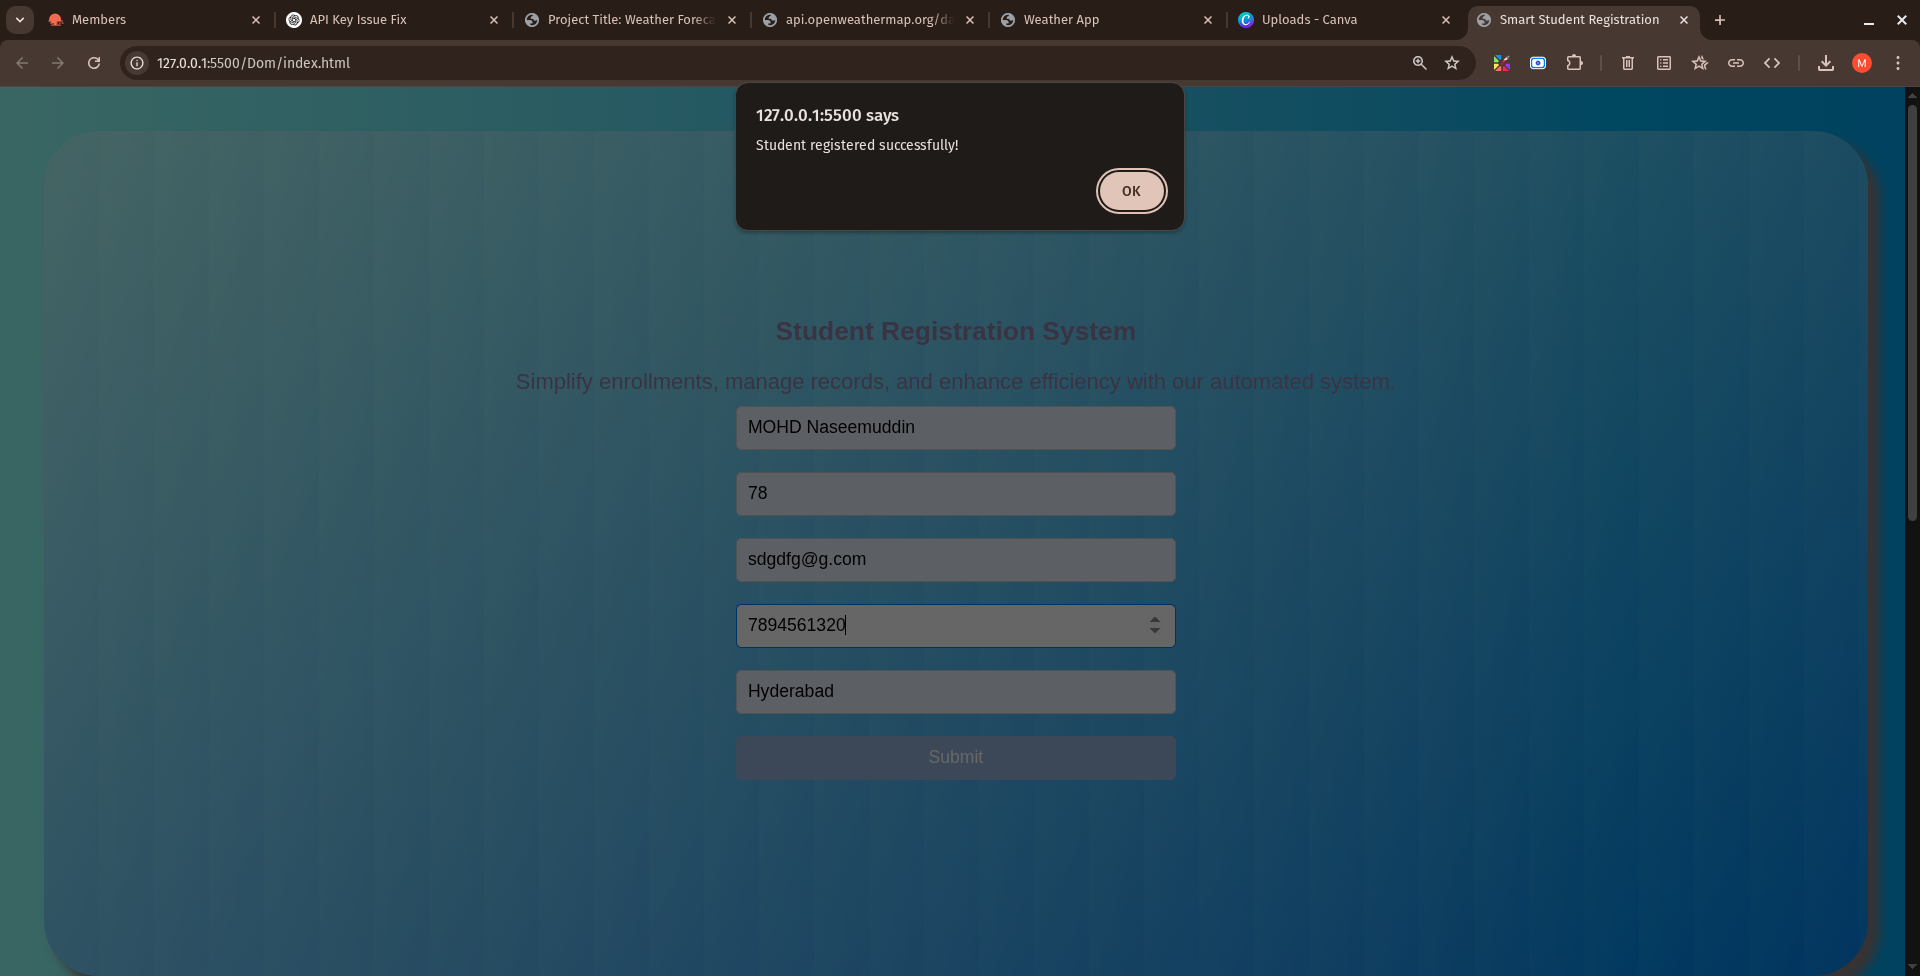 Members
API Key Issue Fix
Project Title: Weather Foreca
api.openweathermap.org/da
Weather App
Uploads - Canva
Smart Student Registration
127.0.0.1:5500/Dom/index.html
M
127.0.0.1:5500 says
Student registered successfully!
OK
Student Registration System
Simplify enrollments, manage records, and enhance efficiency with our automated system.
MOHD Naseemuddin
78
sdgdfg@g.com
7894561320
Hyderabad
Submit